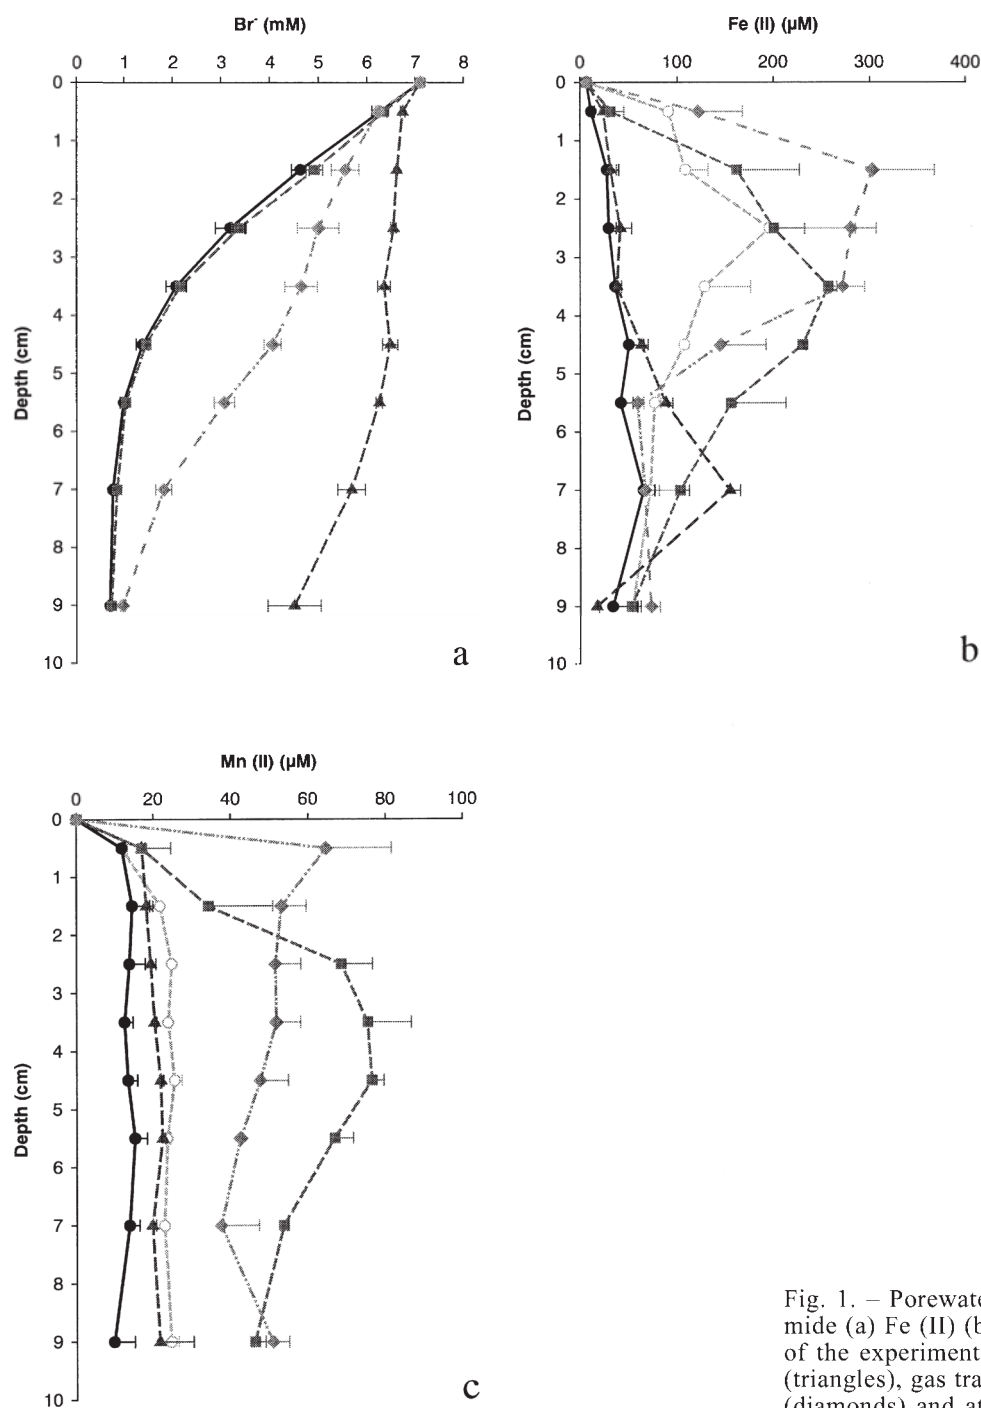 Br⁻ (mM)
0 1 2 3 4 5 6 7 8
Depth (cm)
0
1
2
3
4
5
6
7
8
9
10
a
Fe (II) (µM)
0 100 200 300 400
Depth (cm)
0
1
2
3
4
5
6
7
8
9
10
b
Mn (II) (µM)
0 20 40 60 80 100
Depth (cm)
0
1
2
3
4
5
6
7
8
9
10
c
Fig. 1. – Porewate
mide (a) Fe (II) (b
of the experiment
(triangles), gas tra
(diamonds) and at